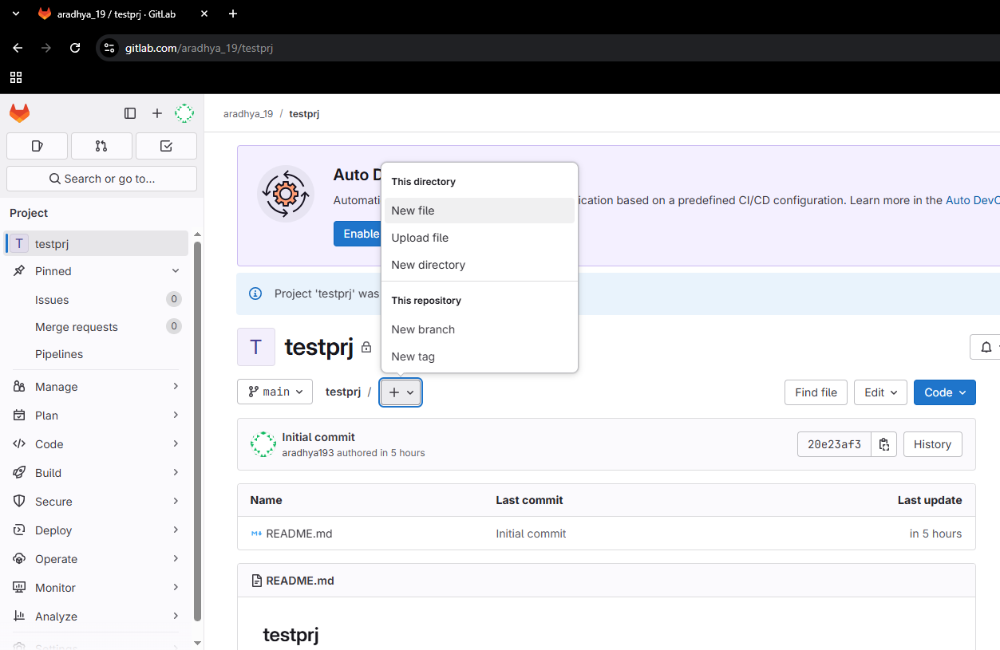 aradhya_19 / testprj · GitLab
gitlab.com/aradhya_19/testprj
aradhya_19 / testprj
Search or go to...
Project
T testprj
Pinned
Issues 0
Merge requests 0
Pipelines
Manage
Plan
Code
Build
Secure
Deploy
Operate
Monitor
Analyze
Settings
Auto D
Automati
ication based on a predefined CI/CD configuration. Learn more in the Auto DevO
Enable
This directory
New file
Upload file
New directory
This repository
New branch
New tag
Project 'testprj' was
T testprj
main
testprj /
Find file
Edit
Code
Initial commit
aradhya193 authored in 5 hours
20e23af3
History
Name Last commit Last update
README.md Initial commit in 5 hours
README.md
testprj